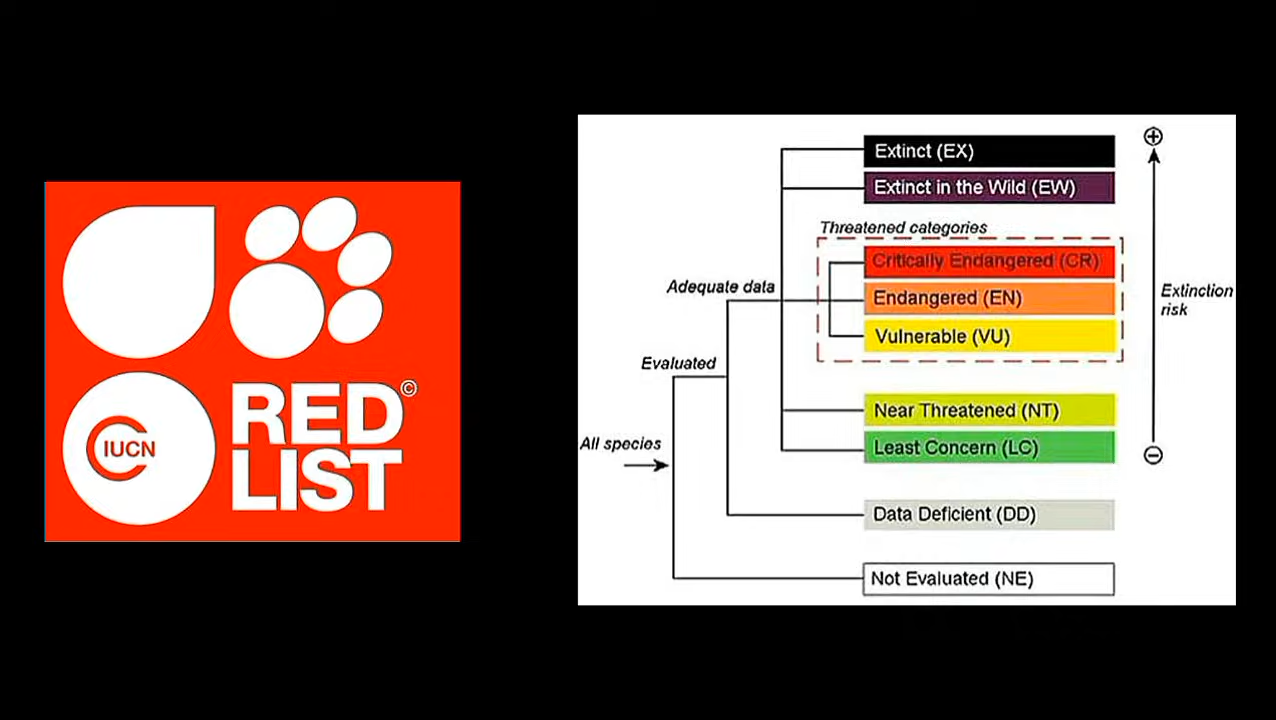 IUCN
RED©
LIST
Extinct (EX)
Extinct in the Wild (EW)
Threatened categories
Critically Endangered (CR)
Adequate data
Endangered (EN)
Extinction
risk
Vulnerable (VU)
Evaluated
Near Threatened (NT)
All species
Least Concern (LC)
Data Deficient (DD)
Not Evaluated (NE)